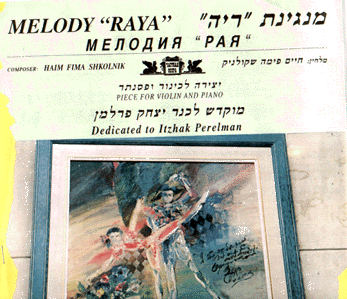 MELODY “RAYA” מנגינת "ריה"
МЕЛОДИЯ “РАЯ“
COMPOSER: HAIM FIMA SHKOLNIK מלחין: חיים פימה שקולניק
יצירה לכינור ופסנתר
PIECE FOR VIOLIN AND PIANO
מוקדש לכנר יצחק פרלמן
Dedicated to Itzhak Perelman